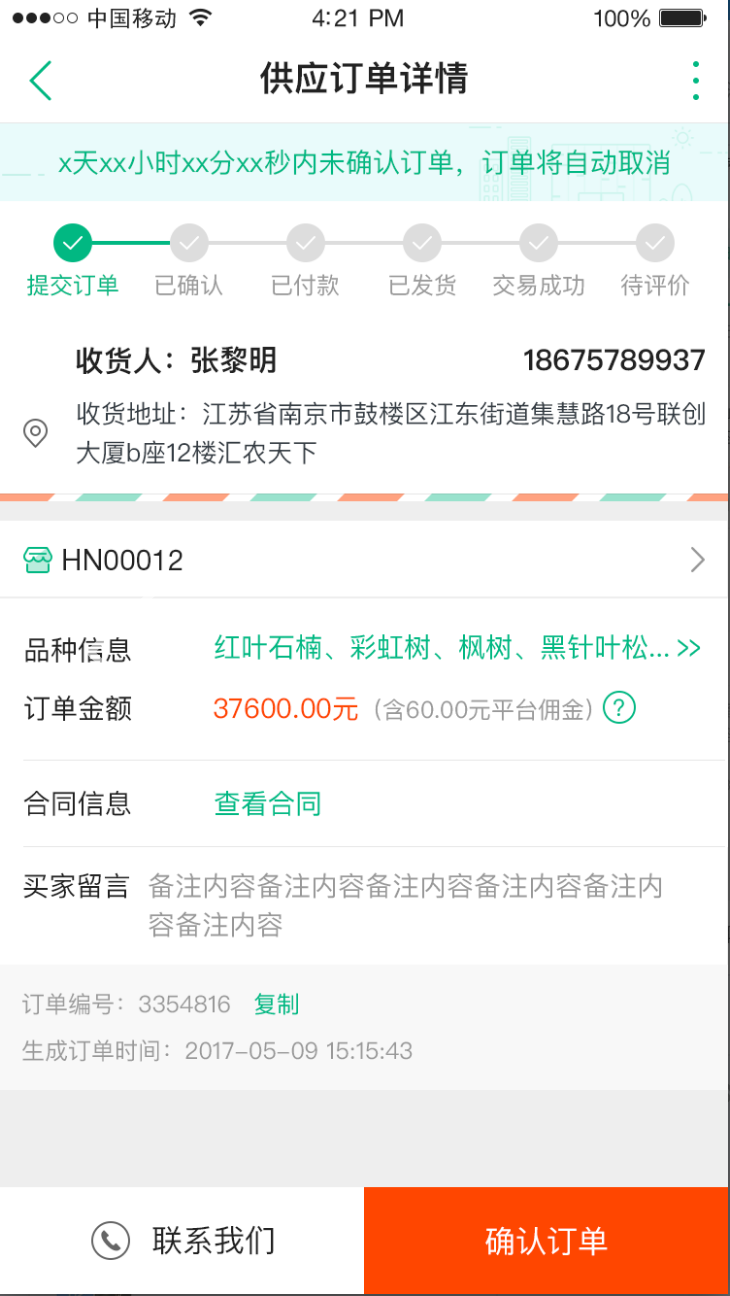 中国移动 4:21 PM 100%
供应订单详情
x天xx小时xx分xx秒内未确认订单，订单将自动取消
提交订单 已确认 已付款 已发货 交易成功 待评价
收货人：张黎明 18675789937
收货地址：江苏省南京市鼓楼区江东街道集慧路18号联创
大厦b座12楼汇农天下
HN00012
品种信息 红叶石楠、彩虹树、枫树、黑针叶松... >>
订单金额 37600.00元（含60.00元平台佣金）?
合同信息 查看合同
买家留言 备注内容备注内容备注内容备注内容备注内
容备注内容
订单编号：3354816 复制
生成订单时间：2017-05-09 15:15:43
联系我们 确认订单